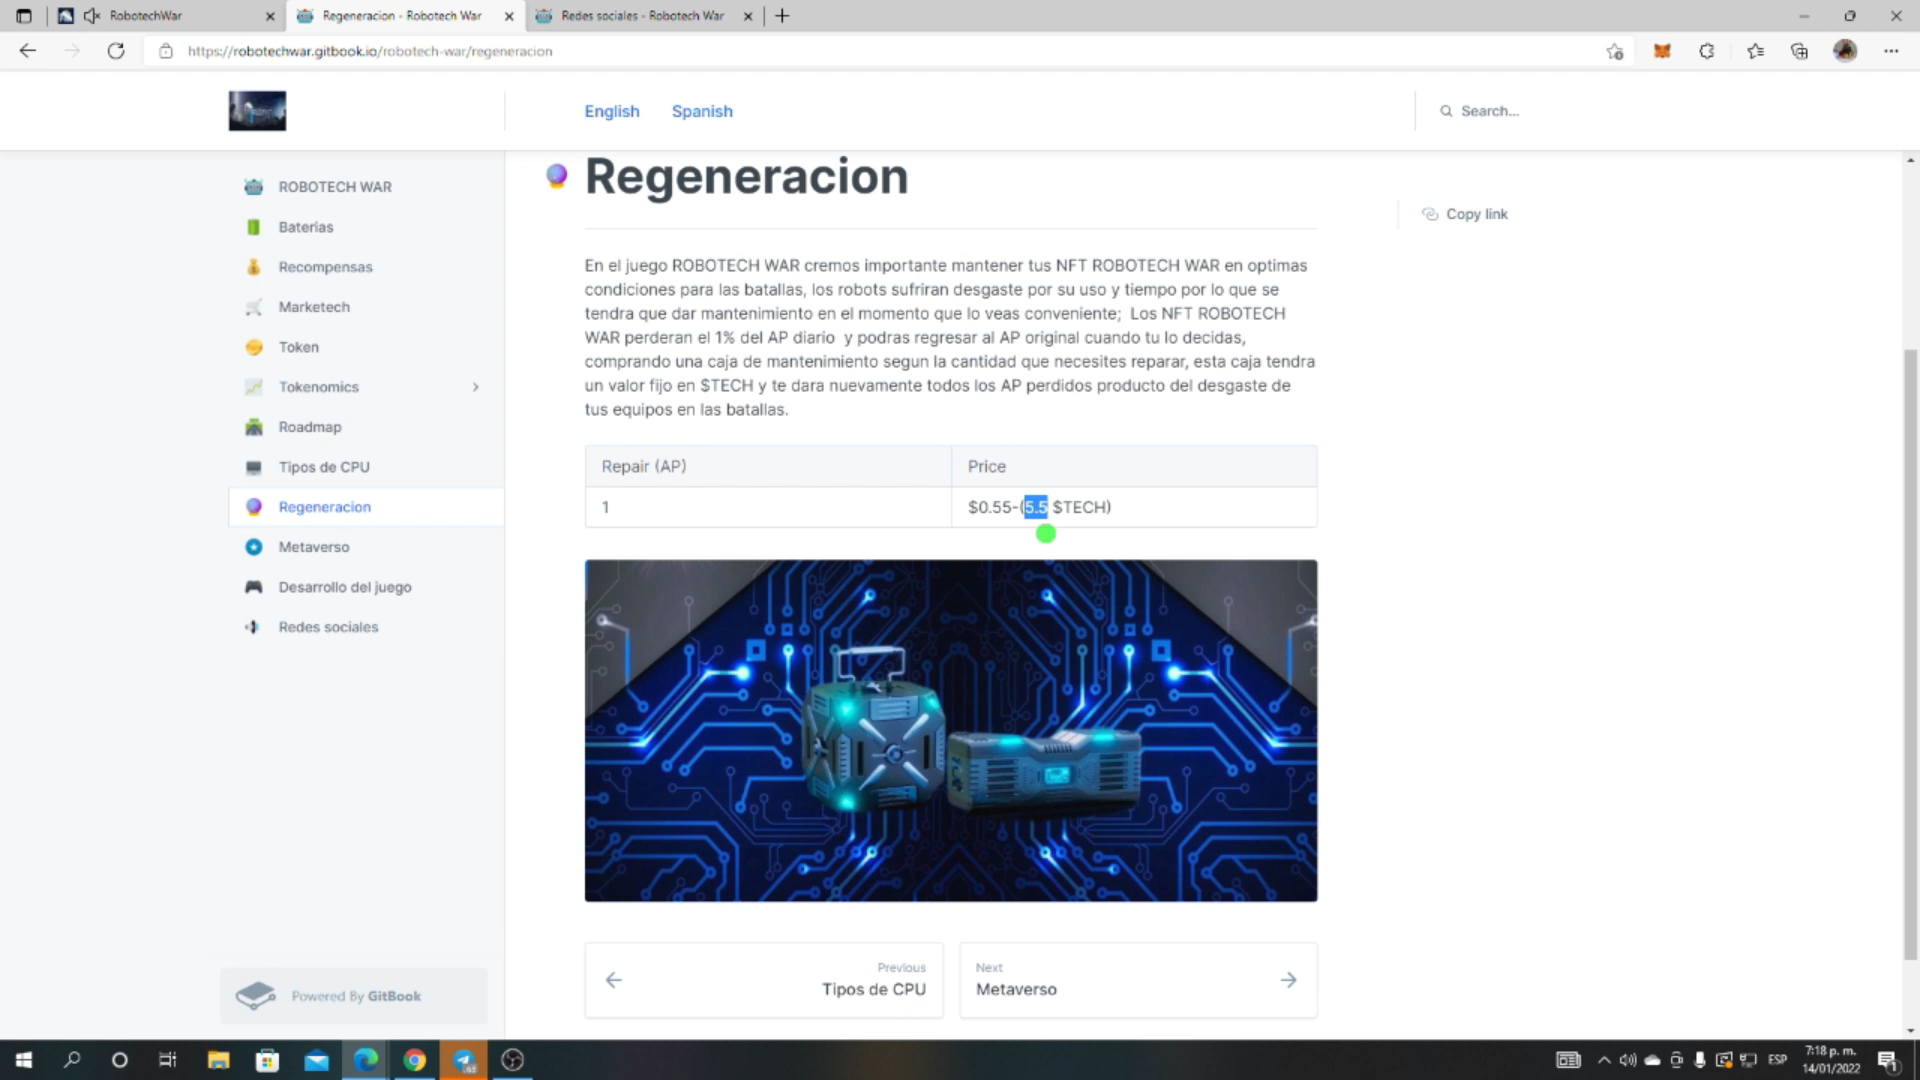 RobotechWar
Regeneracion - Robotech War
Redes sociales - Robotech War
https://robotechwar.gitbook.io/robotech-war/regeneracion
English
Spanish
Search...
ROBOTECH WAR
Baterias
Recompensas
Marketech
Token
Tokenomics
Roadmap
Tipos de CPU
Regeneracion
Metaverso
Desarrollo del juego
Redes sociales
Powered By GitBook
Regeneracion
Copy link
En el juego ROBOTECH WAR cremos importante mantener tus NFT ROBOTECH WAR en optimas
condiciones para las batallas, los robots sufriran desgaste por su uso y tiempo por lo que se
tendra que dar mantenimiento en el momento que lo veas conveniente; Los NFT ROBOTECH
WAR perderan el 1% del AP diario y podras regresar al AP original cuando tu lo decidas,
comprando una caja de mantenimiento segun la cantidad que necesites reparar, esta caja tendra
un valor fijo en $TECH y te dara nuevamente todos los AP perdidos producto del desgaste de
tus equipos en las batallas.
Repair (AP)
Price
1
$0.55-(5.5 $TECH)
Previous
Tipos de CPU
Next
Metaverso
ESP
7:18 p. m.
14/01/2022